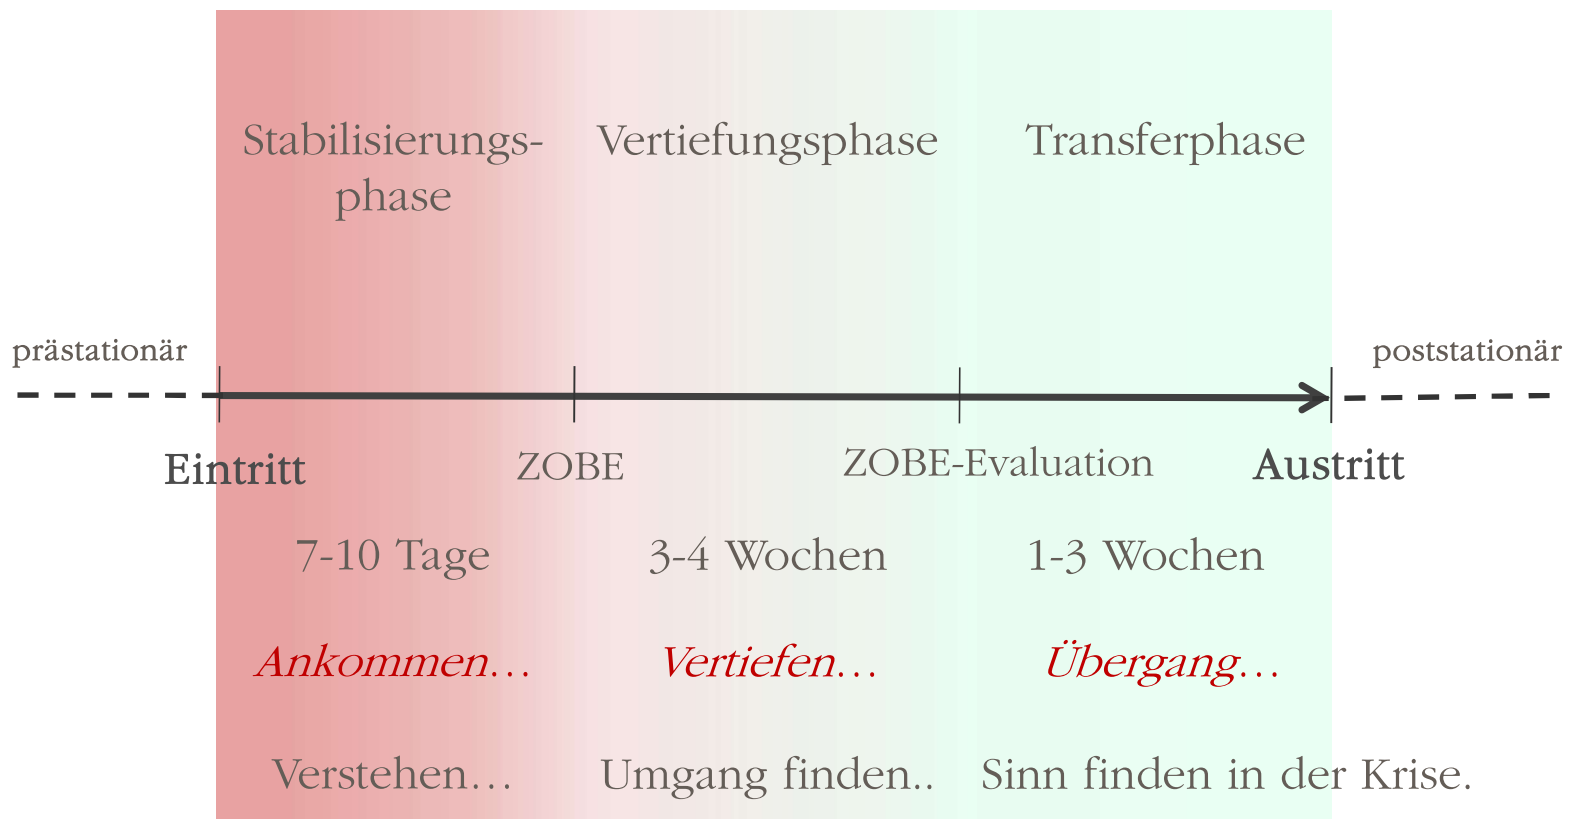 Stabilisierungs-
phase
Vertiefungsphase
Transferphase
prästationär
poststationär
Eintritt
ZOBE
ZOBE-Evaluation
Austritt
7-10 Tage
3-4 Wochen
1-3 Wochen
Ankommen…
Vertiefen…
Übergang…
Verstehen…
Umgang finden..
Sinn finden in der Krise.